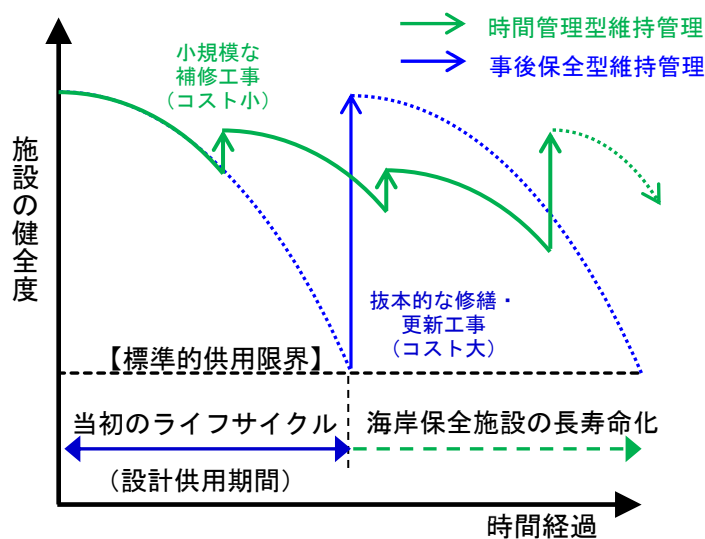 時間管理型維持管理
事後保全型維持管理
小規模な
補修工事
（コスト小）
施設の健全度
抜本的な修繕・
更新工事
（コスト大）
【標準的供用限界】
当初のライフサイクル
海岸保全施設の長寿命化
（設計供用期間）
時間経過